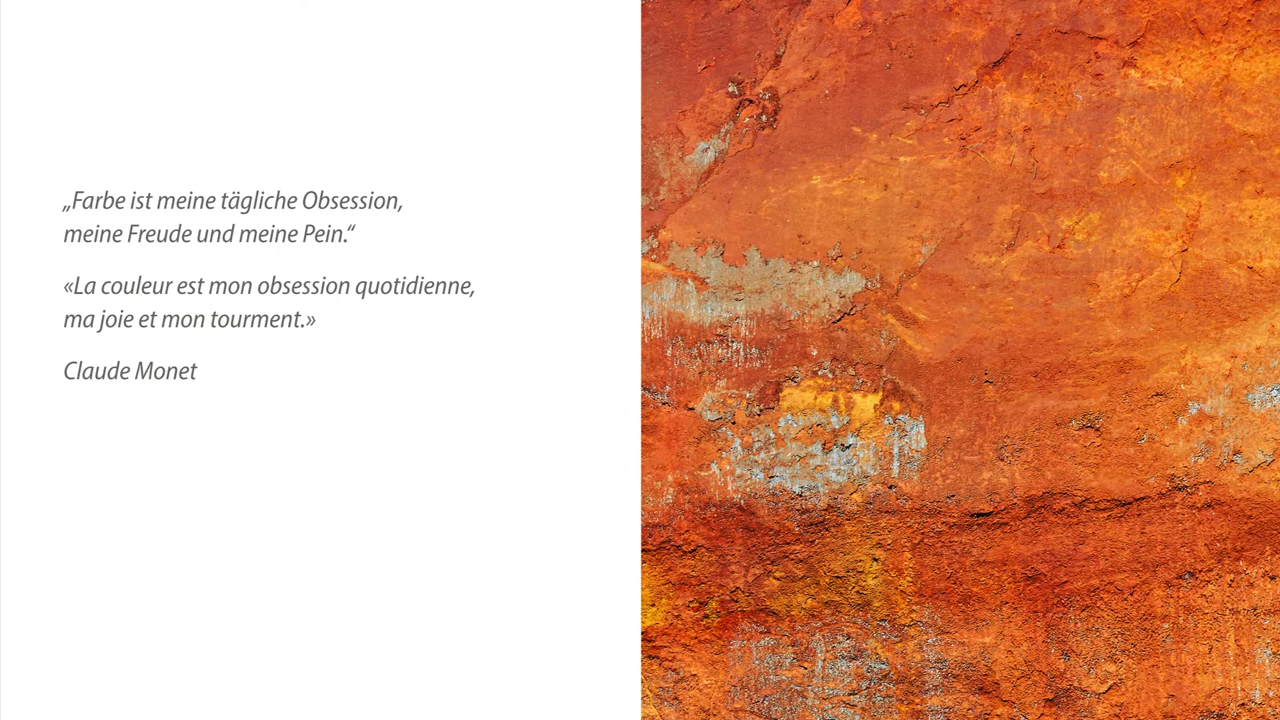 „Farbe ist meine tägliche Obsession,
meine Freude und meine Pein.“
«La couleur est mon obsession quotidienne,
ma joie et mon tourment.»
Claude Monet